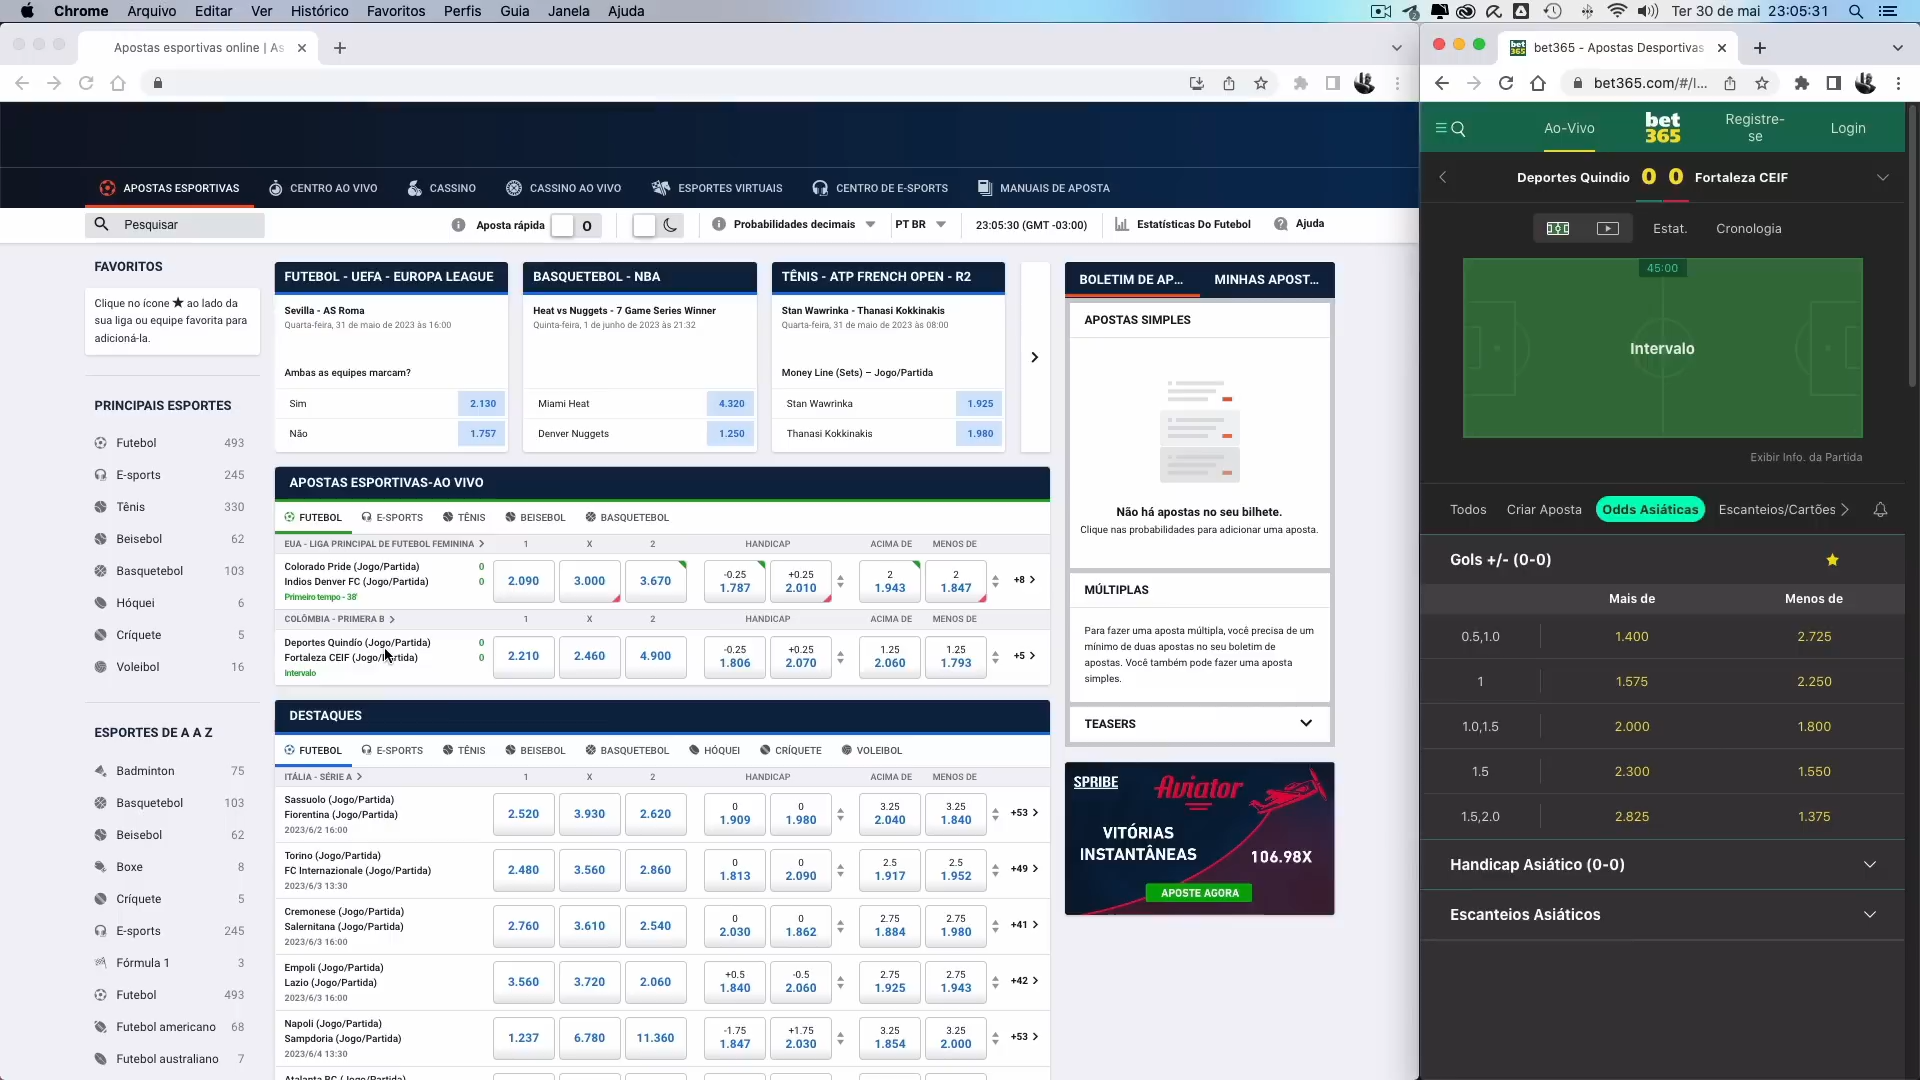 Chrome Arquivo Editar Ver Histórico Favoritos Perfis Guia Janela Ajuda
Ter 30 de mai 23:05:31
Apostas esportivas online | As
APOSTAS ESPORTIVAS CENTRO AO VIVO CASSINO CASSINO AO VIVO ESPORTES VIRTUAIS CENTRO DE E-SPORTS MANUAIS DE APOSTA
Pesquisar Aposta rápida 0 Probabilidades decimais PT BR 23:05:30 (GMT -03:00) Estatísticas Do Futebol Ajuda
FAVORITOS
Clique no ícone ★ ao lado da
sua liga ou equipe favorita para
adicioná-la.
PRINCIPAIS ESPORTES
Futebol 493
E-sports 245
Tênis 330
Beisebol 62
Basquetebol 103
Hóquei 6
Críquete 5
Voleibol 16
ESPORTES DE A A Z
Badminton 75
Basquetebol 103
Beisebol 62
Boxe 8
Críquete 5
E-sports 245
Fórmula 1 3
Futebol 493
Futebol americano 68
Futebol australiano 7
FUTEBOL - UEFA - EUROPA LEAGUE
Sevilla - AS Roma
Quarta-feira, 31 de maio de 2023 às 16:00
Ambas as equipes marcam?
Sim 2.130
Não 1.757
BASQUETEBOL - NBA
Heat vs Nuggets - 7 Game Series Winner
Quinta-feira, 1 de junho de 2023 às 21:32
Miami Heat 4.320
Denver Nuggets 1.250
TÊNIS - ATP FRENCH OPEN - R2
Stan Wawrinka - Thanasi Kokkinakis
Quarta-feira, 31 de maio de 2023 às 08:00
Money Line (Sets) – Jogo/Partida
Stan Wawrinka 1.925
Thanasi Kokkinakis 1.980
APOSTAS ESPORTIVAS-AO VIVO
FUTEBOL E-SPORTS TÊNIS BEISEBOL BASQUETEBOL
EUA - LIGA PRINCIPAL DE FUTEBOL FEMININA 1 X 2 HANDICAP ACIMA DE MENOS DE
Colorado Pride (Jogo/Partida) 0
Indios Denver FC (Jogo/Partida) 0
Primeiro tempo - 38'
2.090 3.000 3.670 -0.25 1.787 +0.25 2.010 2 1.943 2 1.847 +8
COLÔMBIA - PRIMERA B 1 X 2 HANDICAP ACIMA DE MENOS DE
Deportes Quindío (Jogo/Partida) 0
Fortaleza CEIF (Jogo/Partida) 0
Intervalo
2.210 2.460 4.900 -0.25 1.806 +0.25 2.070 1.25 2.060 1.25 1.793 +5
DESTAQUES
FUTEBOL E-SPORTS TÊNIS BEISEBOL BASQUETEBOL HÓQUEI CRÍQUETE VOLEIBOL
ITÁLIA - SÉRIE A 1 X 2 HANDICAP ACIMA DE MENOS DE
Sassuolo (Jogo/Partida)
Fiorentina (Jogo/Partida)
2023/6/2 16:00
2.520 3.930 2.620 0 1.909 0 1.980 3.25 2.040 3.25 1.840 +53
Torino (Jogo/Partida)
FC Internazionale (Jogo/Partida)
2023/6/3 13:30
2.480 3.560 2.860 0 1.813 0 2.090 2.5 1.917 2.5 1.952 +49
Cremonese (Jogo/Partida)
Salernitana (Jogo/Partida)
2023/6/3 16:00
2.760 3.610 2.540 0 2.030 0 1.862 2.75 1.884 2.75 1.980 +41
Empoli (Jogo/Partida)
Lazio (Jogo/Partida)
2023/6/3 16:00
3.560 3.720 2.060 +0.5 1.840 -0.5 2.060 2.75 1.925 2.75 1.943 +42
Napoli (Jogo/Partida)
Sampdoria (Jogo/Partida)
2023/6/4 13:30
1.237 6.780 11.360 -1.75 1.847 +1.75 2.030 3.25 1.854 3.25 2.000 +53
BOLETIM DE AP... MINHAS APOST...
APOSTAS SIMPLES
Não há apostas no seu bilhete.
Clique nas probabilidades para adicionar uma aposta.
MÚLTIPLAS
Para fazer uma aposta múltipla, você precisa de um
mínimo de duas apostas no seu boletim de
apostas. Você também pode fazer uma aposta
simples.
TEASERS
SPRIBE Aviator
VITÓRIAS
INSTANTÂNEAS 106.98X
APOSTE AGORA
bet365 - Apostas Desportivas
bet365.com/#/I...
Ao-Vivo bet365 Registre-se Login
Deportes Quindio 0 0 Fortaleza CEIF
Estat. Cronologia
45:00
Intervalo
Exibir Info. da Partida
Todos Criar Aposta Odds Asiáticas Escanteios/Cartões
Gols +/- (0-0)
Mais de Menos de
0.5,1.0 1.400 2.725
1 1.575 2.250
1.0,1.5 2.000 1.800
1.5 2.300 1.550
1.5,2.0 2.825 1.375
Handicap Asiático (0-0)
Escanteios Asiáticos